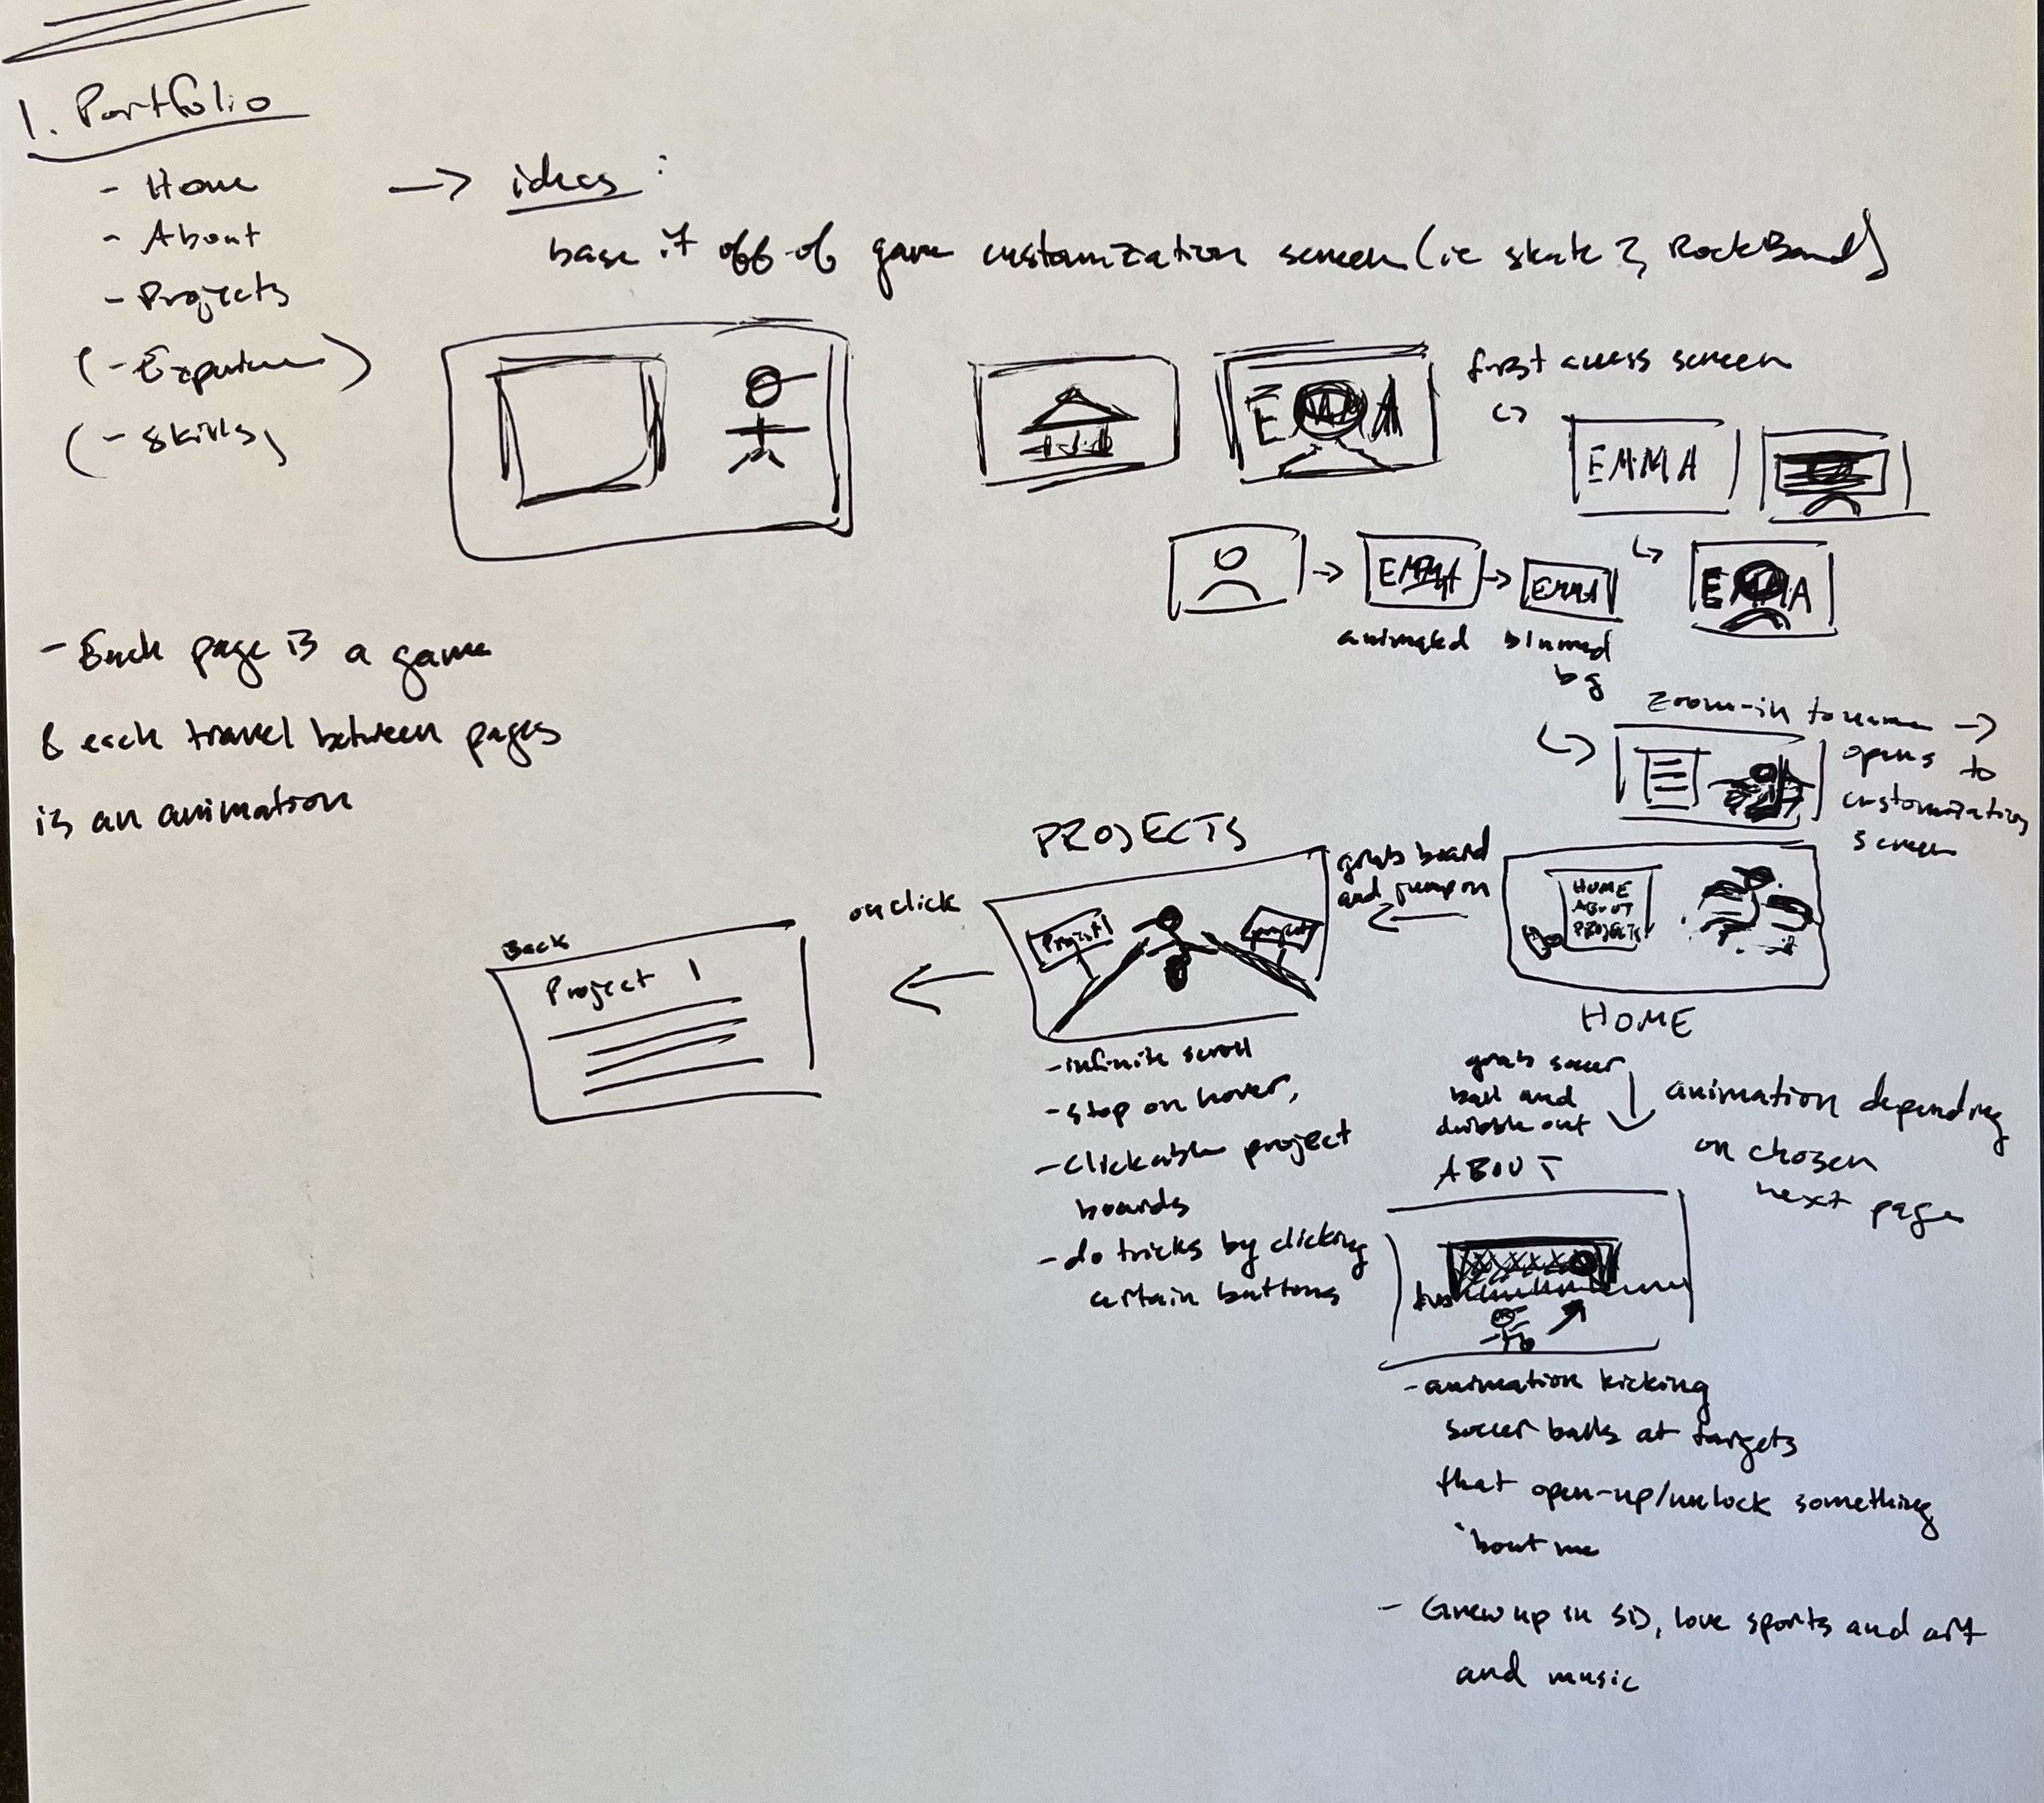 1. Portfolio
- Home
- About
- Projects
(- Experience)
(- Skills)
→ ideas:
base it off of game customization screen (ie skate 3, RockBand)
EMMA
first access screen
EMMA
EMMA
EMMA
EMMA
animated
blurred
bg
- Each page is a game
& each travel between pages
is an animation
zoom-in to name →
opens to
customization
screen
HOME
ABOUT
PROJECTS
HOME
grab board
and jump on
PROJECTS
Project 1
project
on click
Back
Project 1
- infinite scroll
- stop on hover,
- clickable project
boards
- do tricks by clicking
certain buttons
grab soccer
ball and
dribble out
animation depending
on chosen
next page
ABOUT
- animation kicking
soccer balls at targets
that open-up/unlock something
'bout me
- Grew up in SD, love sports and art
and music